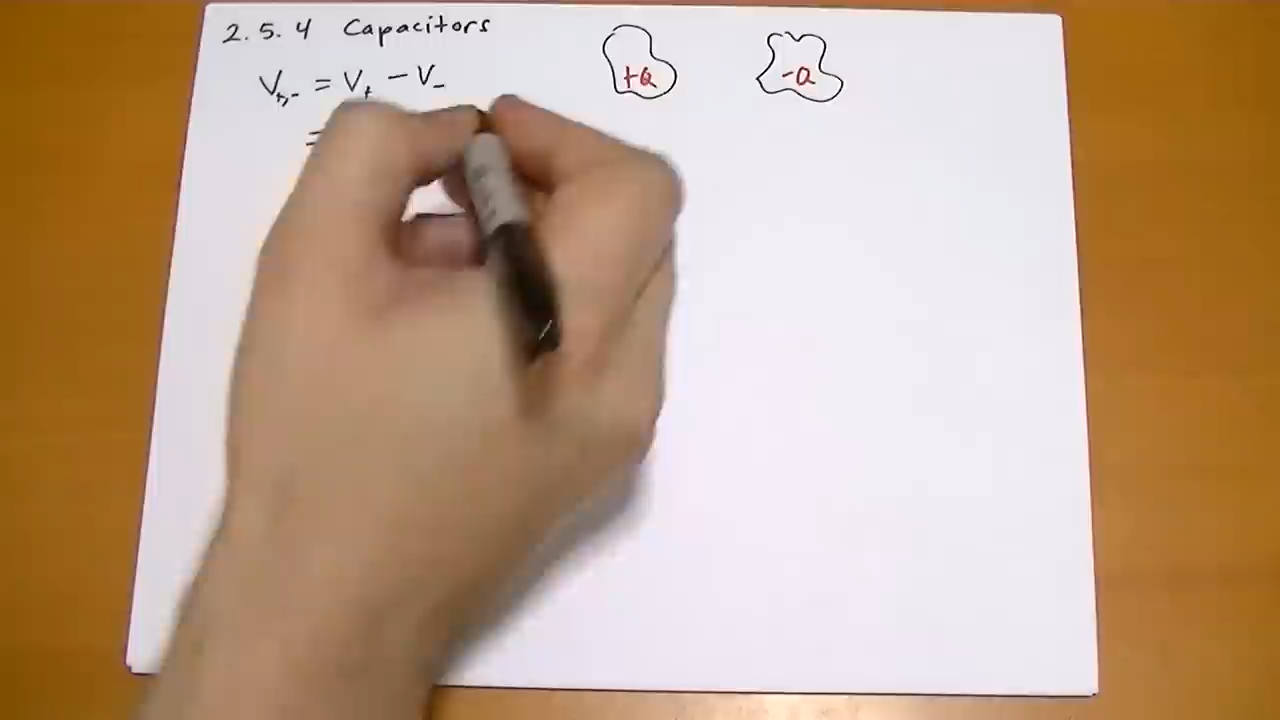 2.5.4 Capacitors
V+,- = V+ - V-
=
+Q
-Q